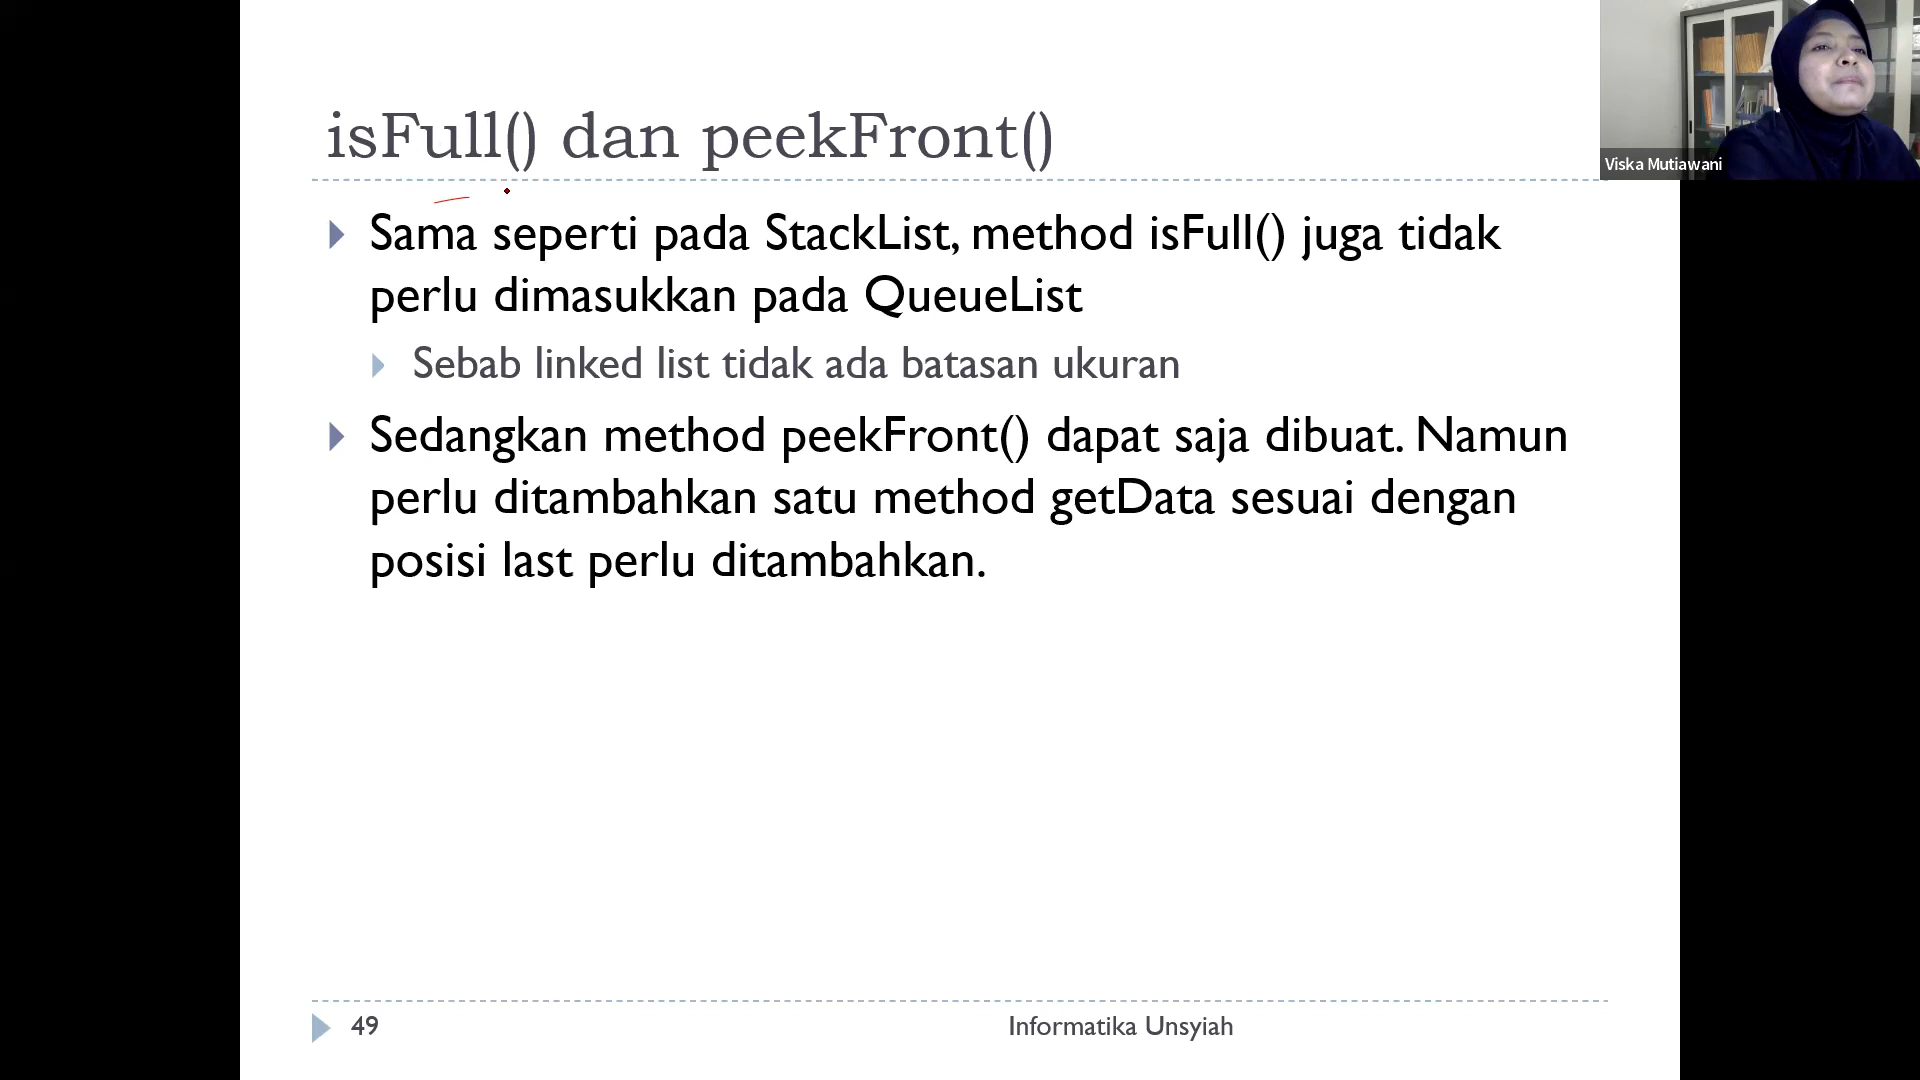 isFull() dan peekFront()
Viska Mutiawani
Sama seperti pada StackList, method isFull() juga tidak
perlu dimasukkan pada QueueList
Sebab linked list tidak ada batasan ukuran
Sedangkan method peekFront() dapat saja dibuat. Namun
perlu ditambahkan satu method getData sesuai dengan
posisi last perlu ditambahkan.
49
Informatika Unsyiah